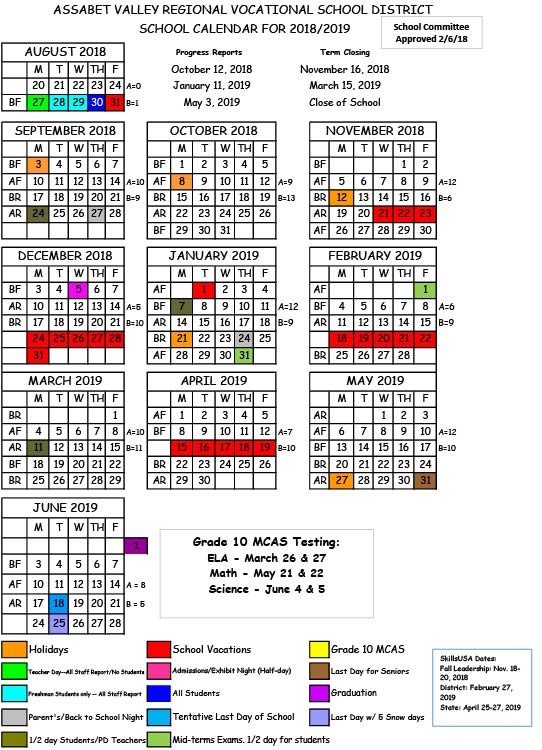 ASSABET VALLEY REGIONAL VOCATIONAL SCHOOL DISTRICT
SCHOOL CALENDAR FOR 2018/2019
School Committee
Approved 2/6/18
Progress Reports
October 12, 2018
January 11, 2019
May 3, 2019
Term Closing
November 16, 2018
March 15, 2019
Close of School
AUGUST 2018
M T W TH F
20 21 22 23 24 A=0
BF 27 28 29 30 31 B=1
SEPTEMBER 2018
M T W TH F
BF 3 4 5 6 7
AF 10 11 12 13 14 A=10
BR 17 18 19 20 21 B=9
AR 24 25 26 27 28
OCTOBER 2018
M T W TH F
BF 1 2 3 4 5
AF 8 9 10 11 12 A=9
BR 15 16 17 18 19 B=13
AR 22 23 24 25 26
BF 29 30 31
NOVEMBER 2018
M T W TH F
BF 1 2
AF 5 6 7 8 9 A=12
BR 12 13 14 15 16 B=6
AR 19 20 21 22 23
AF 26 27 28 29 30
DECEMBER 2018
M T W TH F
BF 3 4 5 6 7
AR 10 11 12 13 14 A=5
BR 17 18 19 20 21 B=10
24 25 26 27 28
31
JANUARY 2019
M T W TH F
AF 1 2 3 4
BF 7 8 9 10 11 A=12
AR 14 15 16 17 18 B=9
BR 21 22 23 24 25
AF 28 29 30 31
FEBRUARY 2019
M T W TH F
AF 1
BF 4 5 6 7 8 A=6
AR 11 12 13 14 15 B=9
18 19 20 21 22
BR 25 26 27 28
MARCH 2019
M T W TH F
BR 1
AF 4 5 6 7 8 A=10
AR 11 12 13 14 15 B=11
BF 18 19 20 21 22
BR 25 26 27 28 29
APRIL 2019
M T W TH F
AF 1 2 3 4 5
BF 8 9 10 11 12 A=7
15 16 17 18 19 B=10
BR 22 23 24 25 26
AR 29 30
MAY 2019
M T W TH F
AR 1 2 3
AF 6 7 8 9 10 A=12
BF 13 14 15 16 17 B=10
BR 20 21 22 23 24
AR 27 28 29 30 31
JUNE 2019
M T W TH F
1
BF 3 4 5 6 7
AF 10 11 12 13 14 A = 8
AR 17 18 19 20 21 B = 5
24 25 26 27 28
Grade 10 MCAS Testing:
ELA - March 26 & 27
Math - May 21 & 22
Science - June 4 & 5
Holidays
School Vacations
Grade 10 MCAS
Teacher Day--All Staff Report/No Students
Admissions/Exhibit Night (Half-day)
Last Day for Seniors
Freshman Students only -- All Staff Report
All Students
Graduation
Parent's/Back to School Night
Tentative Last Day of School
Last Day w/ 5 Snow days
1/2 day Students/PD Teachers
Mid-terms Exams. 1/2 day for students
SkillsUSA Dates:
Fall Leadership: Nov. 18-
20, 2018
District: February 27,
2019
State: April 25-27, 2019